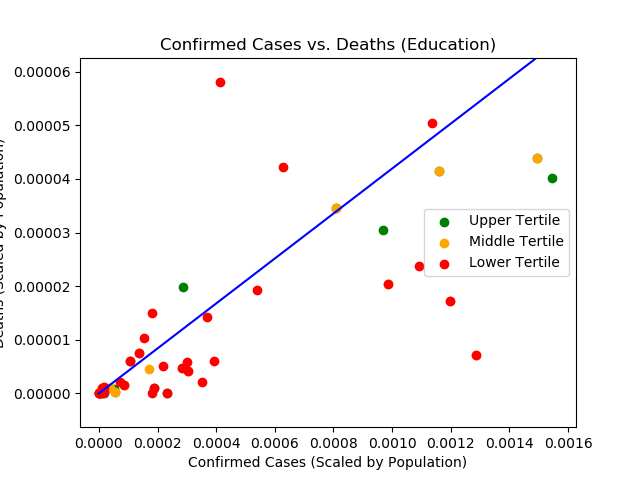 Confirmed Cases vs. Deaths (Education)
0.00006
0.00005
0.00004
0.00003
0.00002
0.00001
0.00000
Deaths (Scaled by Population)
Upper Tertile
Middle Tertile
Lower Tertile
0.0000 0.0002 0.0004 0.0006 0.0008 0.0010 0.0012 0.0014 0.0016
Confirmed Cases (Scaled by Population)